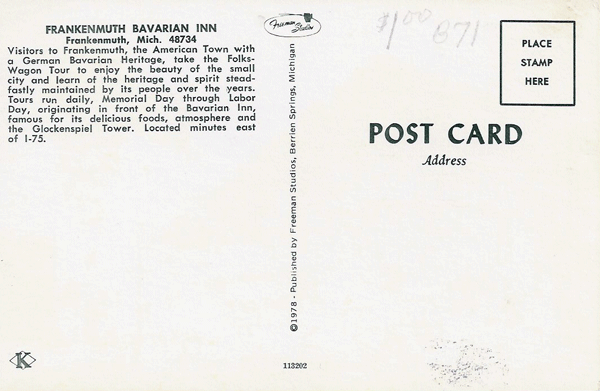 FRANKENMUTH BAVARIAN INN
Frankenmuth, Mich. 48734
Visitors to Frankenmuth, the American Town with
a German Bavarian Heritage, take the Folks-
Wagon Tour to enjoy the beauty of the small
city and learn of the heritage and spirit stead-
fastly maintained by its people over the years.
Tours run daily, Memorial Day through Labor
Day, originating in front of the Bavarian Inn,
famous for its delicious foods, atmosphere and
the Glockenspiel Tower. Located minutes east
of I-75.
Freeman
Studios
©1978 - Published by Freeman Studios, Berrien Springs, Michigan
113202
K
$100
871
PLACE
STAMP
HERE
POST CARD
Address